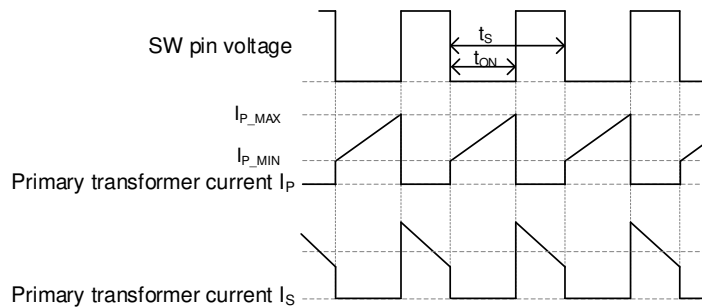 SW pin voltage
tS
tON
IP_MAX
IP_MIN
Primary transformer current IP
Primary transformer current IS